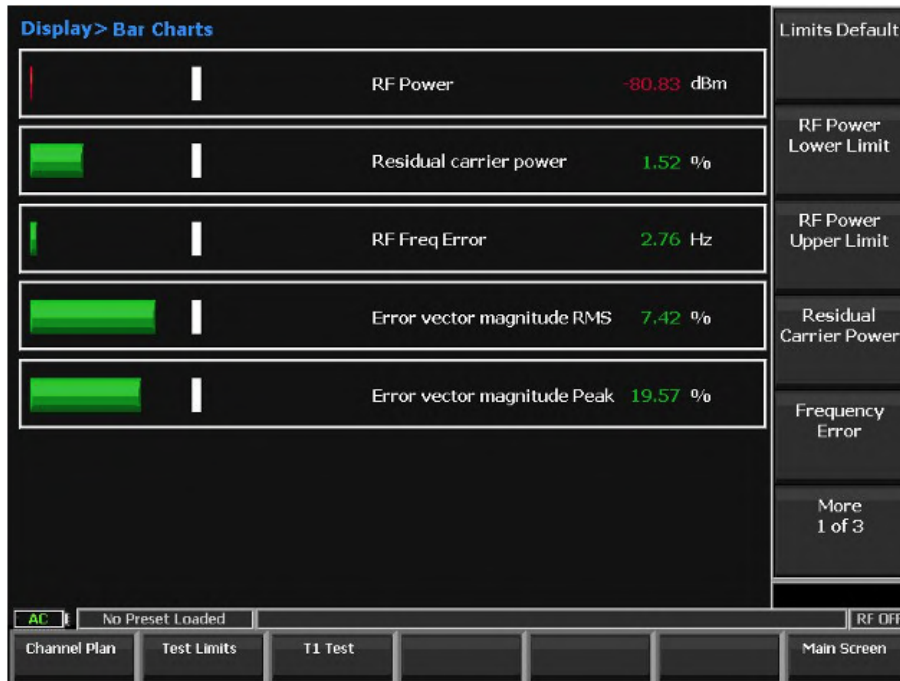 Display> Bar Charts
RF Power -80.83 dBm
Residual carrier power 1.52 %
RF Freq Error 2.76 Hz
Error vector magnitude RMS 7.42 %
Error vector magnitude Peak 19.57 %
Limits Default
RF Power
Lower Limit
RF Power
Upper Limit
Residual
Carrier Power
Frequency
Error
More
1 of 3
AC No Preset Loaded RF OFF
Channel Plan Test Limits T1 Test Main Screen